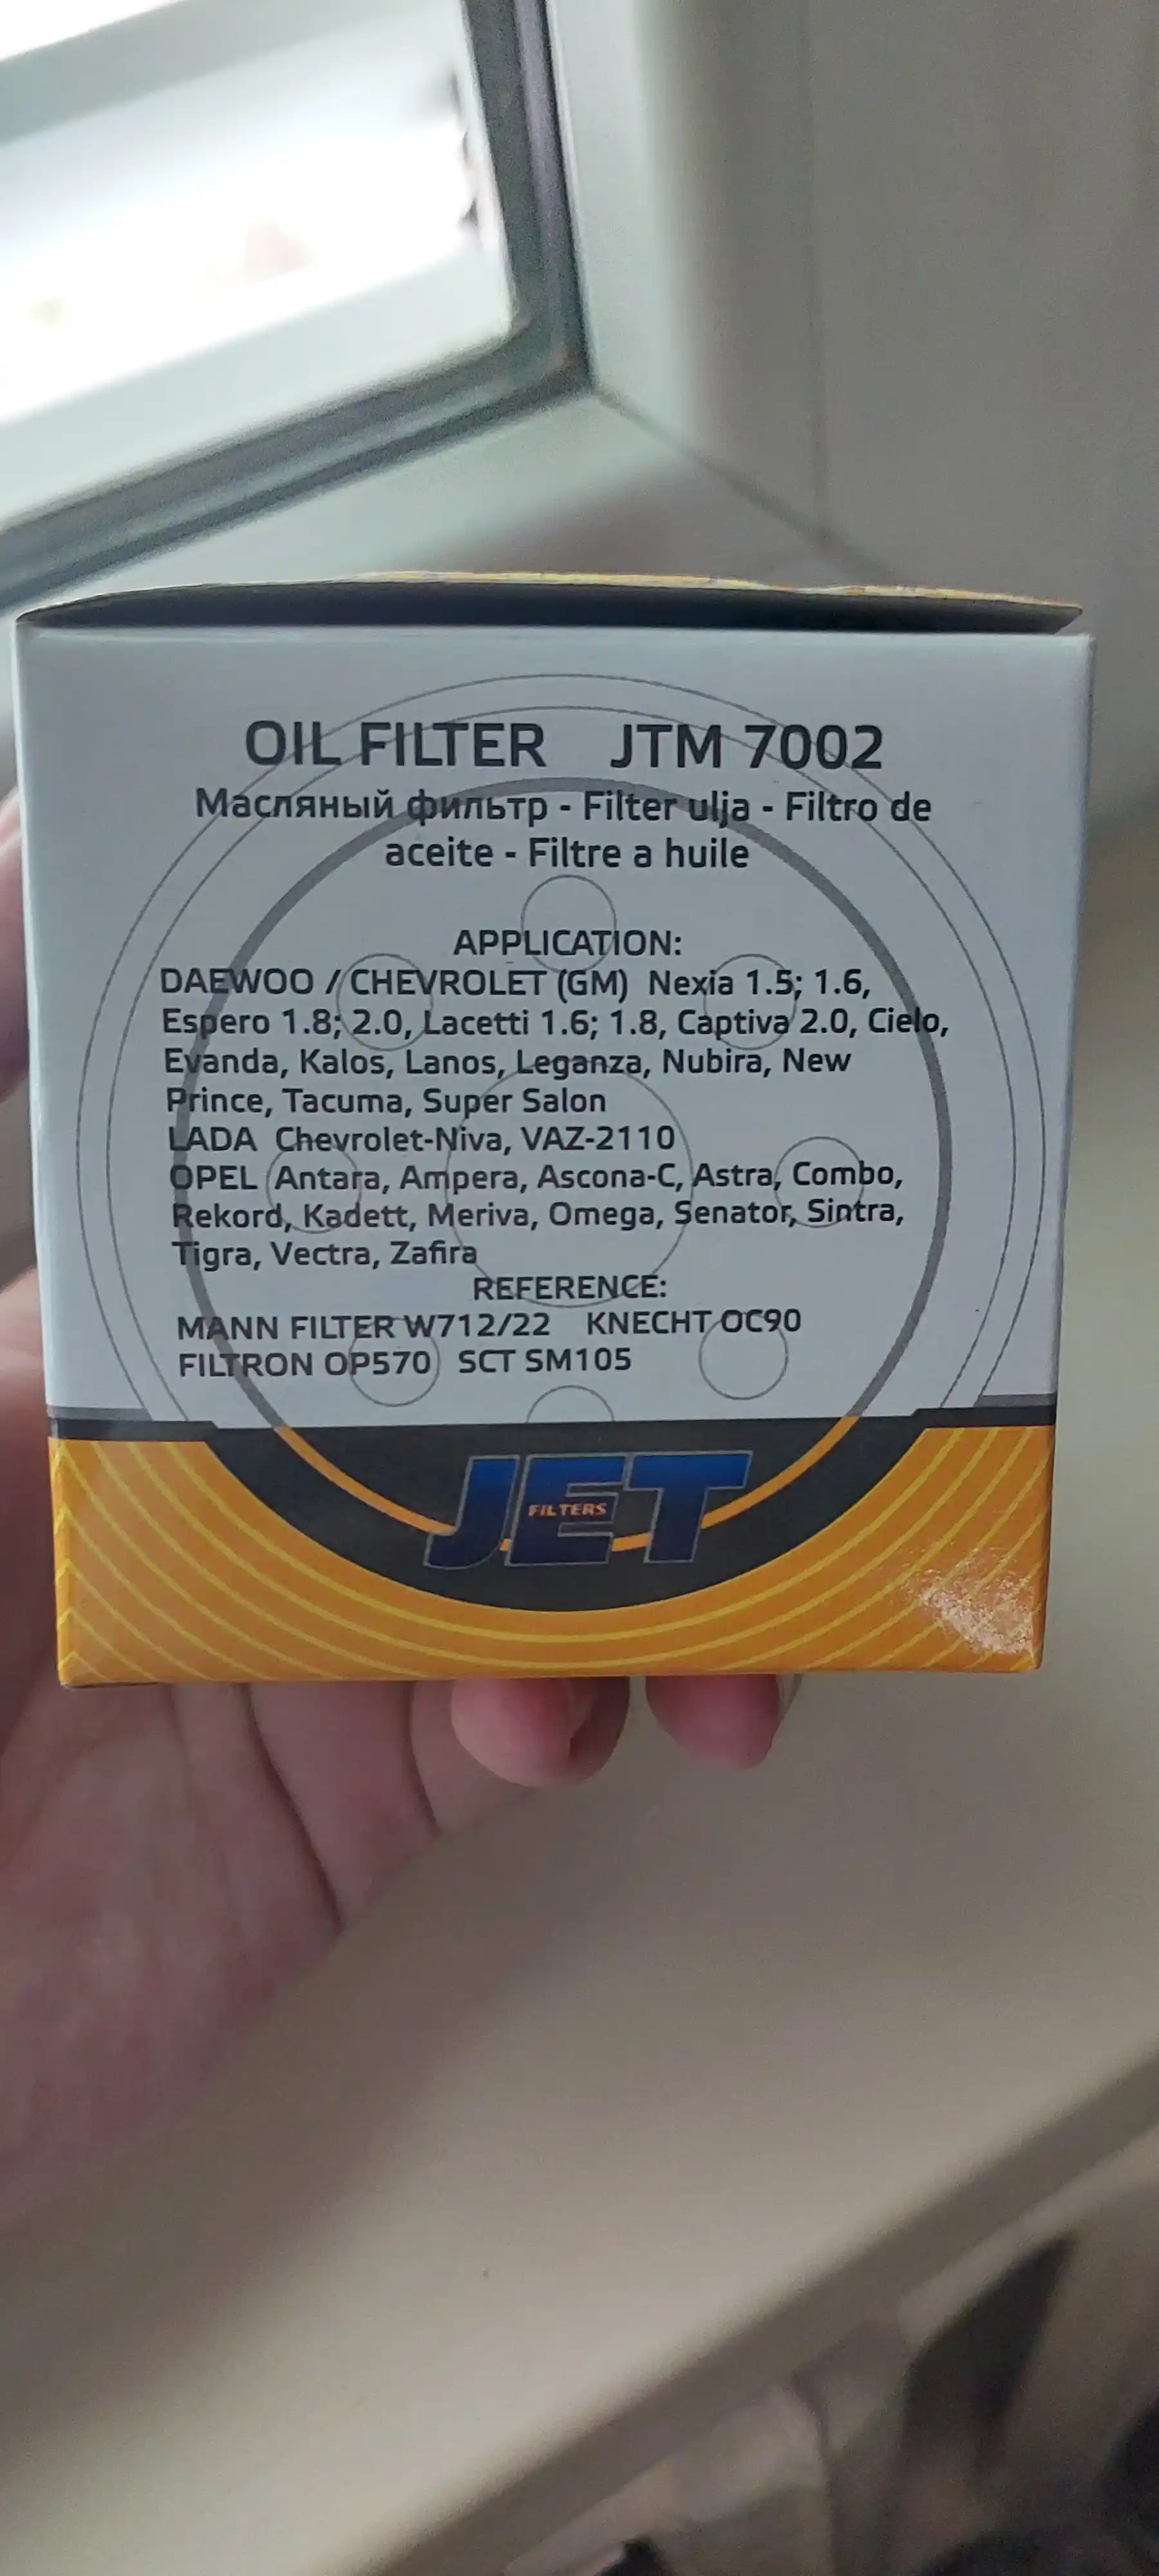 OIL FILTER JTM 7002
Масляный фильтр - Filter ulja - Filtro de
aceite - Filtre a huile
APPLICATION:
DAEWOO / CHEVROLET (GM) Nexia 1.5; 1.6,
Espero 1.8; 2.0, Lacetti 1.6; 1.8, Captiva 2.0, Cielo,
Evanda, Kalos, Lanos, Leganza, Nubira, New
Prince, Tacuma, Super Salon
LADA Chevrolet-Niva, VAZ-2110
OPEL Antara, Ampera, Ascona-C, Astra, Combo,
Rekord, Kadett, Meriva, Omega, Senator, Sintra,
Tigra, Vectra, Zafira
REFERENCE:
MANN FILTER W712/22 KNECHT OC90
FILTRON OP570 SCT SM105
JET
FILTERS